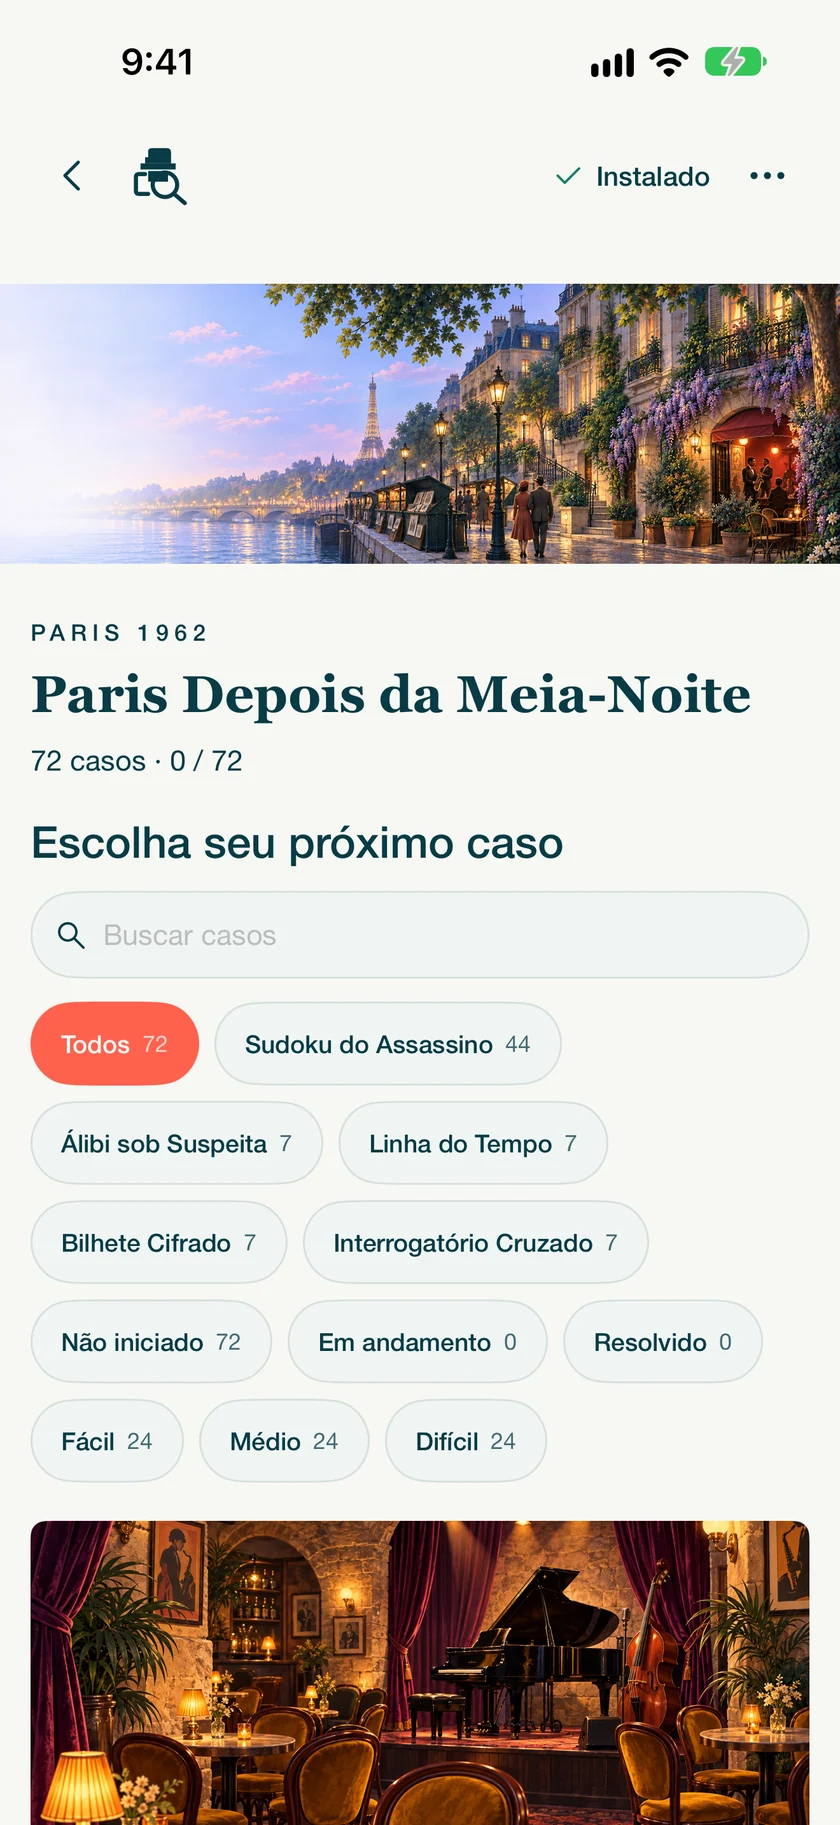 9:41
Instalado
PARIS 1962
Paris Depois da Meia-Noite
72 casos · 0 / 72
Escolha seu próximo caso
Buscar casos
Todos 72
Sudoku do Assassino 44
Álibi sob Suspeita 7
Linha do Tempo 7
Bilhete Cifrado 7
Interrogatório Cruzado 7
Não iniciado 72
Em andamento 0
Resolvido 0
Fácil 24
Médio 24
Difícil 24